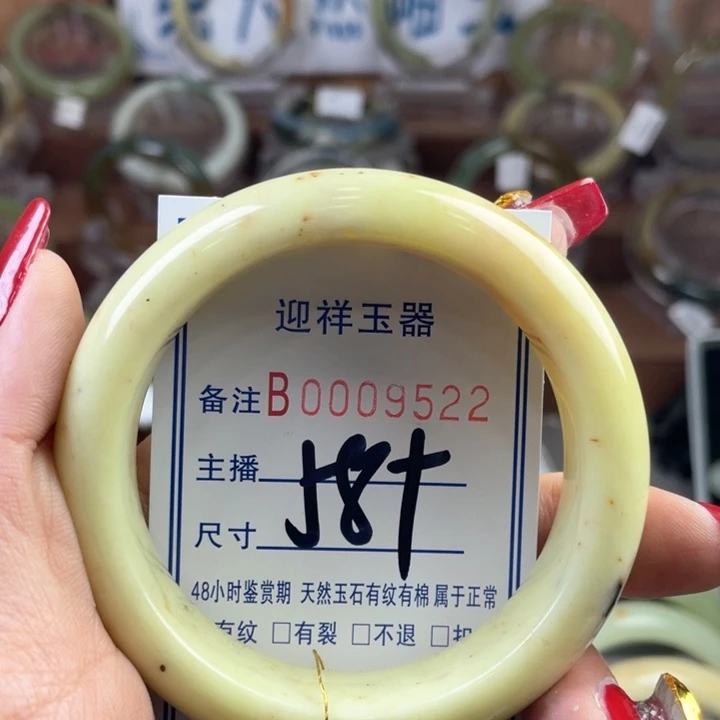 迎祥玉器
备注B0009522
主播
尺寸 58+
48小时鉴赏期 天然玉石有纹有棉 属于正常
有纹 □有裂 □不退 □